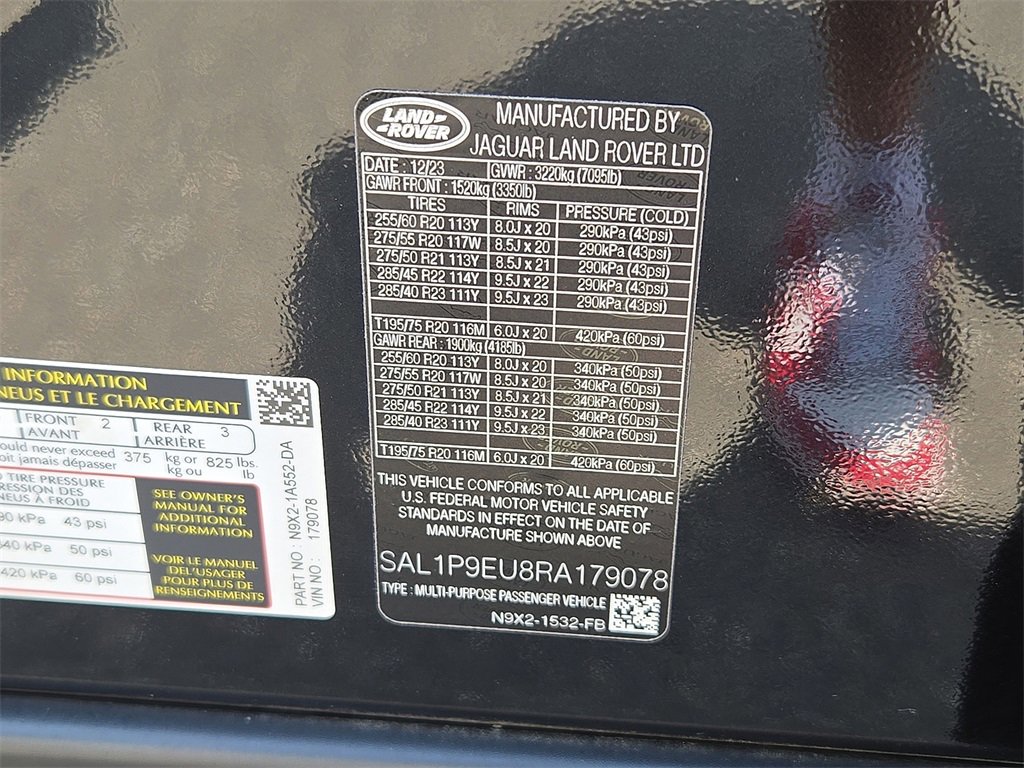 LAND
ROVER
MANUFACTURED BY
JAGUAR LAND ROVER LTD
DATE : 12/23 GVWR : 3220kg (7095lb)
GAWR FRONT : 1520kg (3350lb)
TIRES RIMS PRESSURE (COLD)
255/60 R20 113Y 8.0J x 20 290kPa (43psi)
275/55 R20 117W 8.5J x 20 290kPa (43psi)
275/50 R21 113Y 8.5J x 21 290kPa (43psi)
285/45 R22 114Y 9.5J x 22 290kPa (43psi)
285/40 R23 111Y 9.5J x 23 290kPa (43psi)
T195/75 R20 116M 6.0J x 20 420kPa (60psi)
GAWR REAR : 1900kg (4185lb)
255/60 R20 113Y 8.0J x 20 340kPa (50psi)
275/55 R20 117W 8.5J x 20 340kPa (50psi)
275/50 R21 113Y 8.5J x 21 340kPa (50psi)
285/45 R22 114Y 9.5J x 22 340kPa (50psi)
285/40 R23 111Y 9.5J x 23 340kPa (50psi)
T195/75 R20 116M 6.0J x 20 420kPa (60psi)
THIS VEHICLE CONFORMS TO ALL APPLICABLE
U.S. FEDERAL MOTOR VEHICLE SAFETY
STANDARDS IN EFFECT ON THE DATE OF
MANUFACTURE SHOWN ABOVE
SAL1P9EU8RA179078
TYPE : MULTI-PURPOSE PASSENGER VEHICLE
N9X2-1532-FB
INFORMATION
NEUS ET LE CHARGEMENT
FRONT 2 REAR 3
AVANT ARRIÈRE
ould never exceed 375 kg or 825 lbs.
oit jamais dépasser kg ou lb
TIRE PRESSURE
RESSION DES
NEUS À FROID
90 kPa 43 psi
340 kPa 50 psi
420 kPa 60 psi
SEE OWNER'S
MANUAL FOR
ADDITIONAL
INFORMATION
VOIR LE MANUEL
DEL'USAGER
POUR PLUS DE
RENSEIGNEMENTS
PART NO : N9X2-1A552-DA
VIN NO : 179078